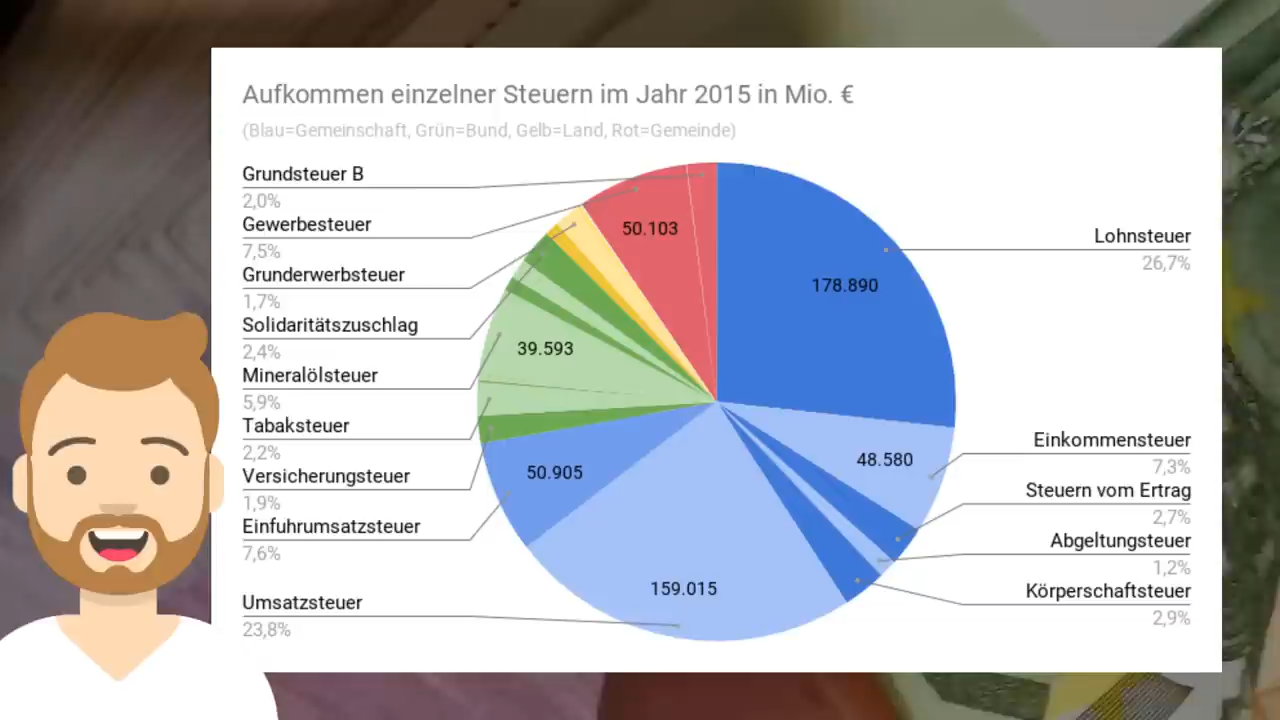 Aufkommen einzelner Steuern im Jahr 2015 in Mio. €
(Blau=Gemeinschaft, Grün=Bund, Gelb=Land, Rot=Gemeinde)
Grundsteuer B
2,0%
Gewerbesteuer
7,5%
Grunderwerbsteuer
1,7%
Solidaritätszuschlag
2,4%
Mineralölsteuer
5,9%
Tabaksteuer
2,2%
Versicherungsteuer
1,9%
Einfuhrumsatzsteuer
7,6%
Umsatzsteuer
23,8%
50.103
178.890
39.593
48.580
50.905
159.015
Lohnsteuer
26,7%
Einkommensteuer
7,3%
Steuern vom Ertrag
2,7%
Abgeltungsteuer
1,2%
Körperschaftsteuer
2,9%